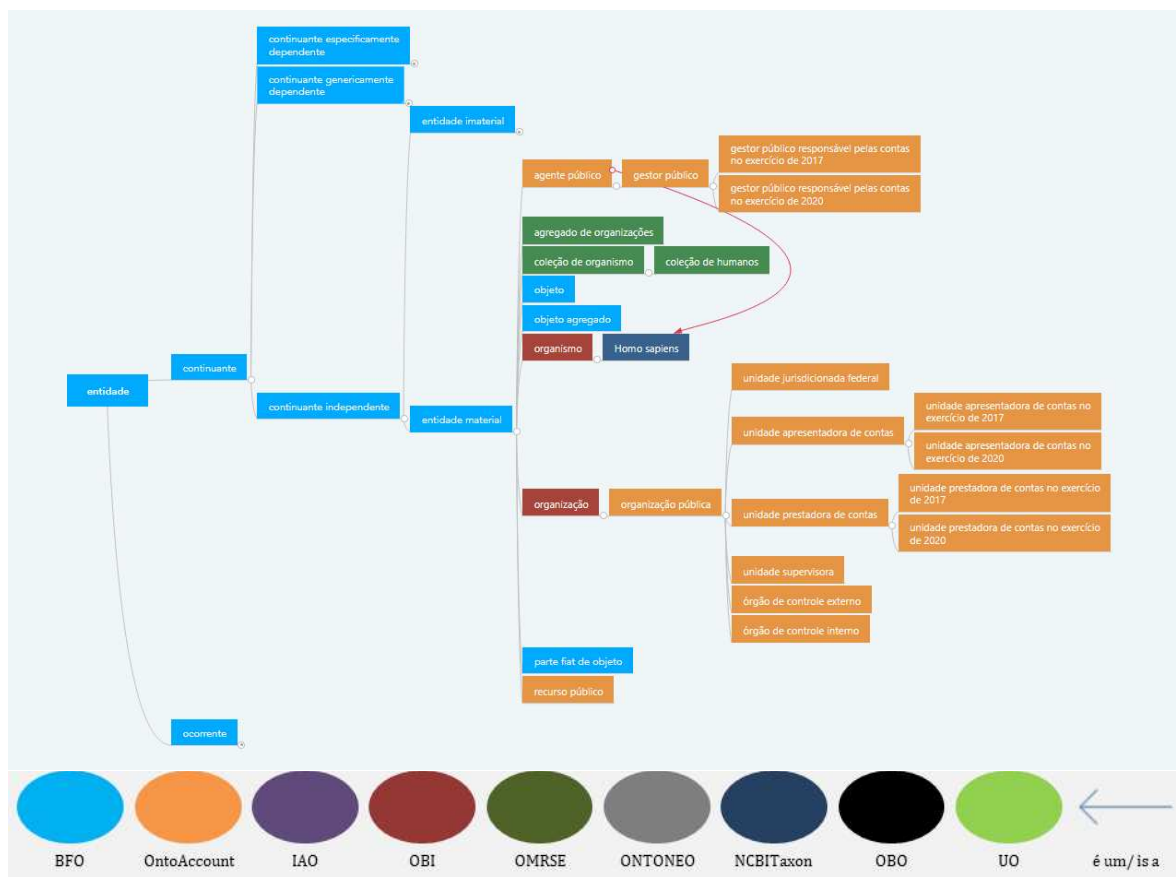 continuante especificamente
dependente
continuante genericamente
dependente
entidade imaterial
gestor público responsável pelas contas
no exercício de 2017
agente público
gestor público
gestor público responsável pelas contas
no exercício de 2020
agregado de organizações
coleção de organismo
coleção de humanos
objeto
objeto agregado
organismo
Homo sapiens
continuante
entidade
unidade jurisdicionada federal
continuante independente
entidade material
unidade apresentadora de contas
unidade apresentadora de contas no
exercício de 2017
unidade apresentadora de contas no
exercício de 2020
organização
organização pública
unidade prestadora de contas
unidade prestadora de contas no exercício
de 2017
unidade prestadora de contas no exercício
de 2020
unidade supervisora
órgão de controle externo
órgão de controle interno
parte fiat de objeto
recurso público
ocorrente
BFO
OntoAccount
IAO
OBI
OMRSE
ONTONEO
NCBITaxon
OBO
UO
é um/ is a